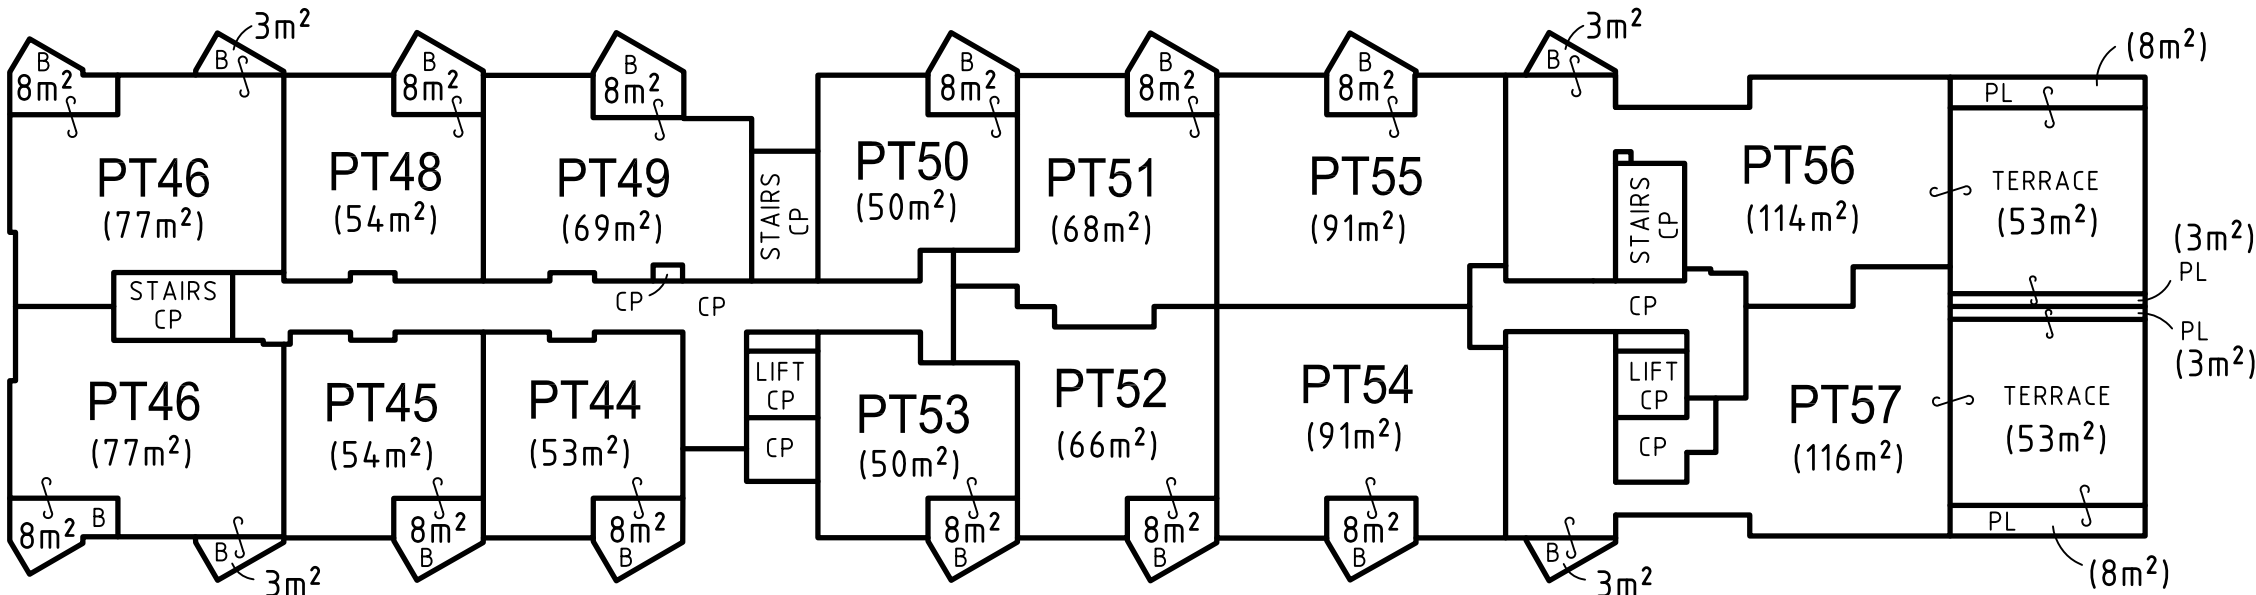 B
8m²
B
3m²
B
8m²
B
8m²
B
8m²
B
8m²
B
8m²
B
3m²
(8m²)
PL
PT46
(77m²)
PT48
(54m²)
PT49
(69m²)
STAIRS
CP
PT50
(50m²)
PT51
(68m²)
PT55
(91m²)
STAIRS
CP
PT56
(114m²)
TERRACE
(53m²)
(3m²)
PL
STAIRS
CP
CP
CP
CP
PL
(3m²)
PT46
(77m²)
PT45
(54m²)
PT44
(53m²)
LIFT
CP
CP
PT53
(50m²)
PT52
(66m²)
PT54
(91m²)
LIFT
CP
CP
PT57
(116m²)
TERRACE
(53m²)
8m²
B
B
3m²
8m²
B
8m²
B
8m²
B
8m²
B
8m²
B
B
3m²
PL
(8m²)